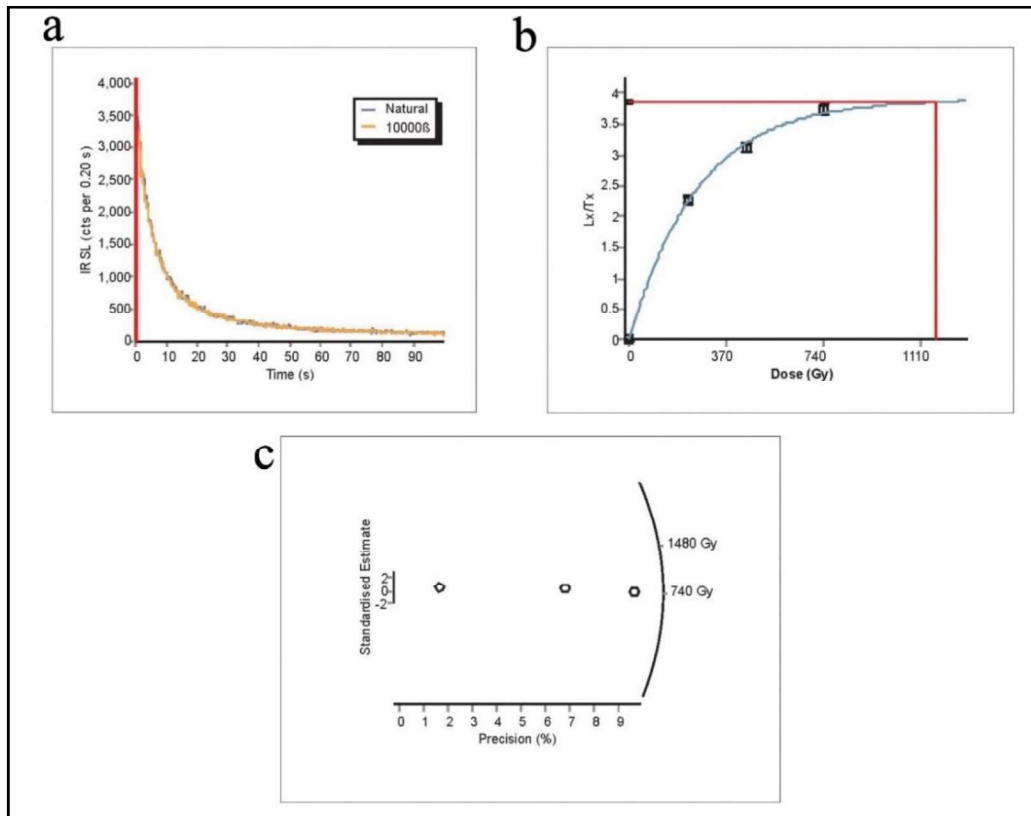 a
4,000
3,500
3,000
2,500
2,000
1,500
1,000
500
0
IRSL (cts per 0.20 s)
Natural
10000ß
0 10 20 30 40 50 60 70 80 90
Time (s)
b
4
3.5
3
2.5
2
1.5
1
0.5
0
Lx/Tx
0 370 740 1110
Dose (Gy)
c
Standardised Estimate
2
0
-2
1480 Gy
740 Gy
0 1 2 3 4 5 6 7 8 9
Precision (%)